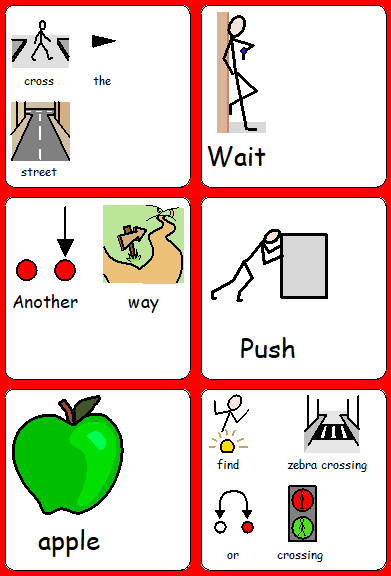 cross the
street
Wait
Another way
Push
apple
find zebra crossing
or crossing